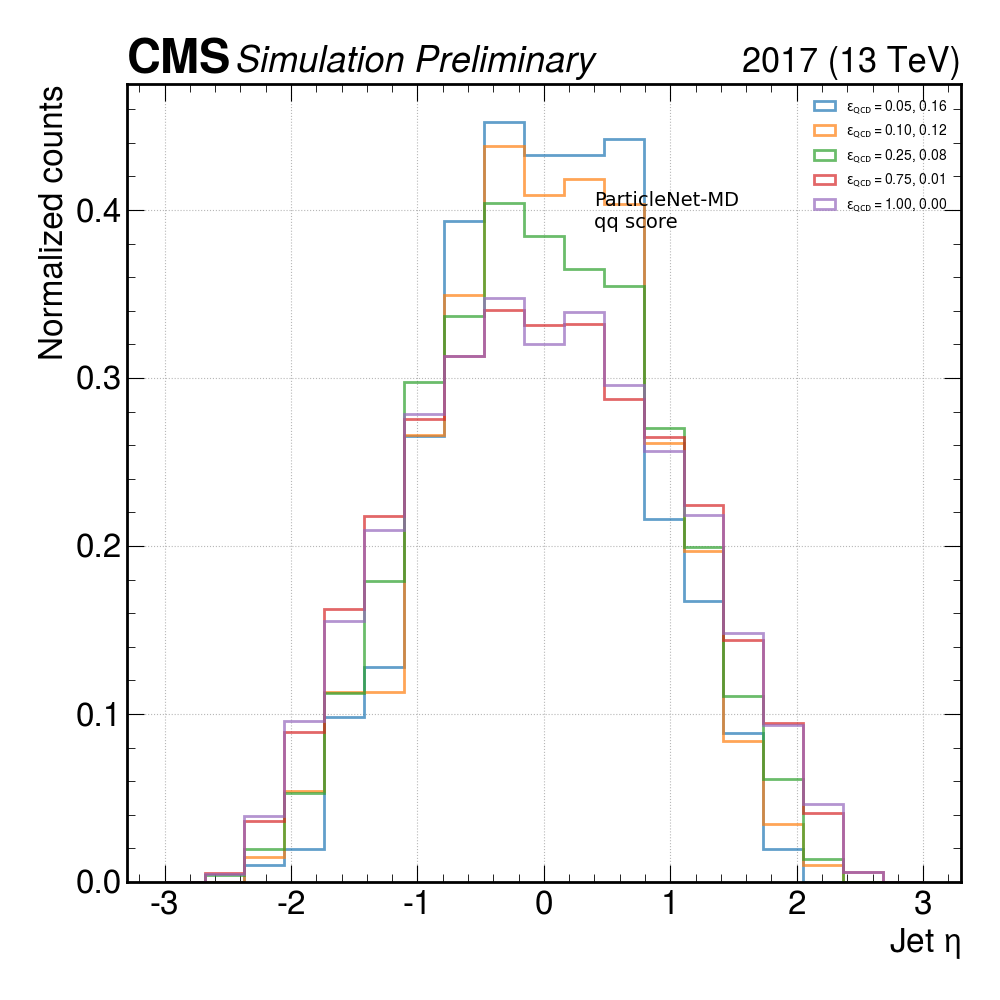 CMS Simulation Preliminary 2017 (13 TeV)
Normalized counts
ε_QCD = 0.05, 0.16
ε_QCD = 0.10, 0.12
ε_QCD = 0.25, 0.08
ε_QCD = 0.75, 0.01
ε_QCD = 1.00, 0.00
ParticleNet-MD
qq score
0.4
0.3
0.2
0.1
0.0
-3 -2 -1 0 1 2 3
Jet η